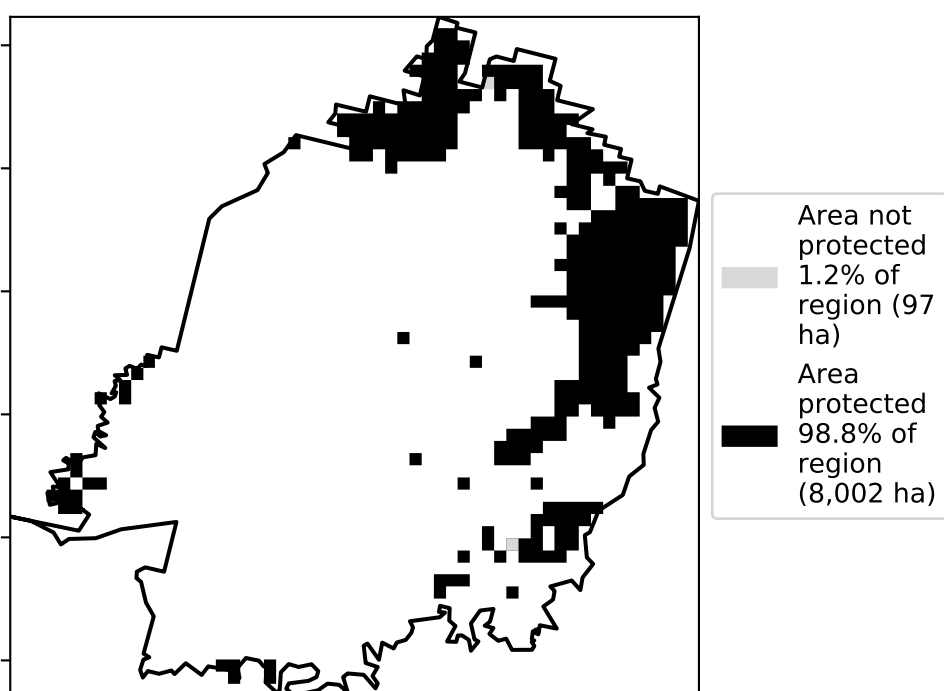 Area not
protected
1.2% of
region (97
ha)
Area
protected
98.8% of
region
(8,002 ha)